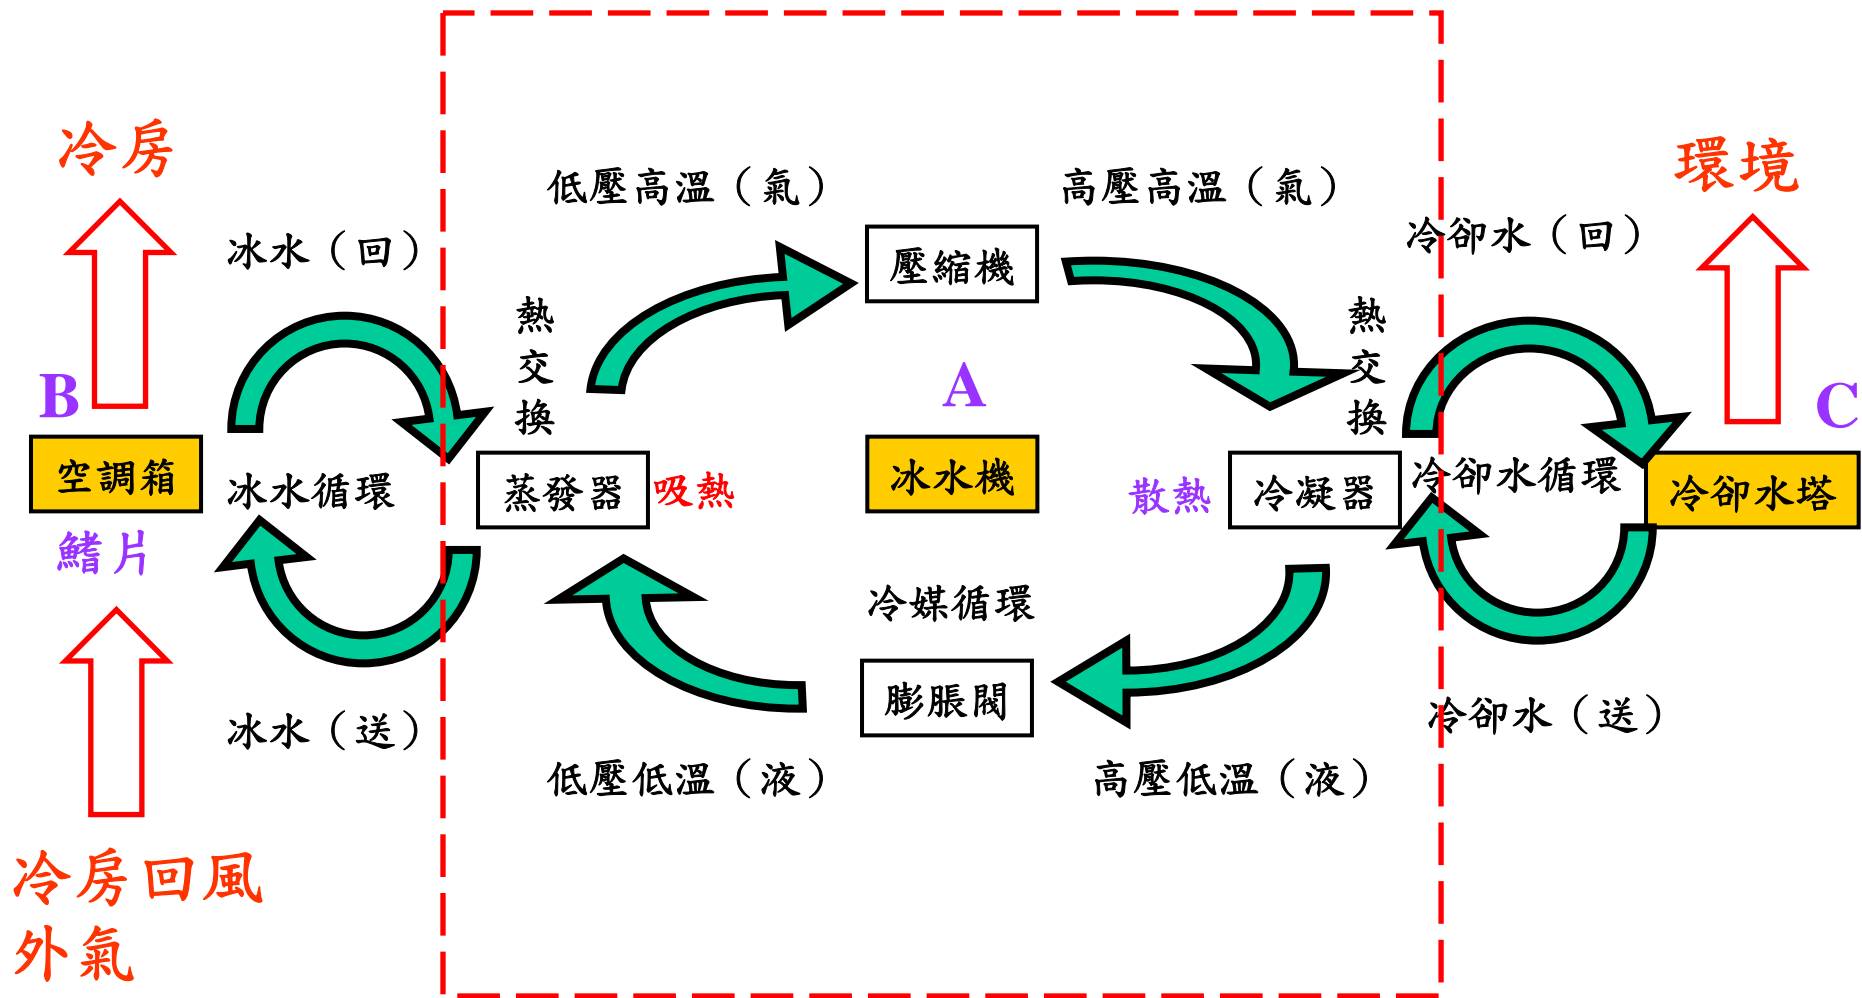 冷房
環境
低壓高溫（氣）
高壓高溫（氣）
冰水（回）
冷卻水（回）
壓縮機
熱交換
熱交換
B
A
C
空調箱
冰水循環
蒸發器
吸熱
冰水機
散熱
冷凝器
冷卻水循環
冷卻水塔
鰭片
冷媒循環
膨脹閥
冰水（送）
冷卻水（送）
低壓低溫（液）
高壓低溫（液）
冷房回風
外氣